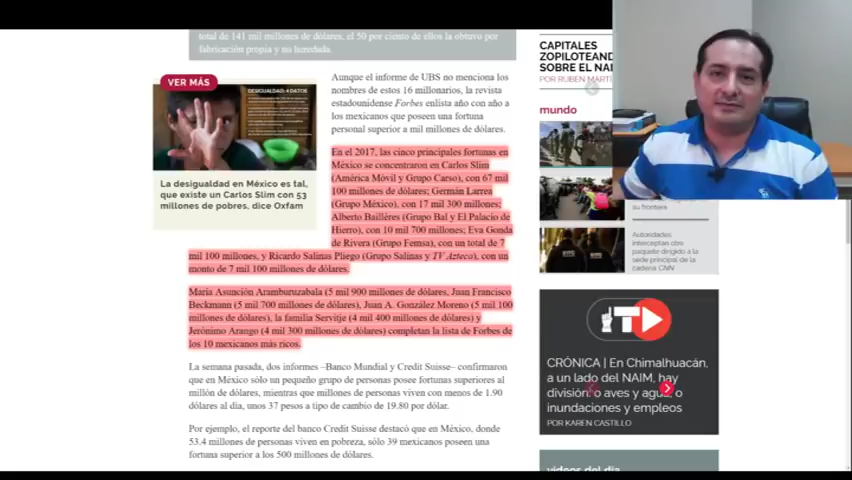 total de 141 mil millones de dólares, el 50 por ciento de ellos la obtuvo por
fabricación propia y no heredada.
VER MÁS
DESIGUALDAD: 4 DATOS
La desigualdad en México es tal,
que existe un Carlos Slim con 53
millones de pobres, dice Oxfam
Aunque el informe de UBS no menciona los
nombres de estos 16 millonarios, la revista
estadounidense Forbes enlista año con año a
los mexicanos que poseen una fortuna
personal superior a mil millones de dólares.
En el 2017, las cinco principales fortunas en
México se concentraron en Carlos Slim
(América Móvil y Grupo Carso), con 67 mil
100 millones de dólares; Germán Larrea
(Grupo México), con 17 mil 300 millones;
Alberto Baillères (Grupo Bal y El Palacio de
Hierro), con 10 mil 700 millones; Eva Gonda
de Rivera (Grupo Femsa), con un total de 7
mil 100 millones, y Ricardo Salinas Pliego (Grupo Salinas y TV Azteca), con un
monto de 7 mil 100 millones de dólares.
María Asunción Aramburuzabala (5 mil 900 millones de dólares, Juan Francisco
Beckmann (5 mil 700 millones de dólares), Juan A. González Moreno (5 mil 100
millones de dólares), la familia Servitje (4 mil 400 millones de dólares) y
Jerónimo Arango (4 mil 300 millones de dólares) completan la lista de Forbes de
los 10 mexicanos más ricos.
La semana pasada, dos informes –Banco Mundial y Credit Suisse– confirmaron
que en México sólo un pequeño grupo de personas posee fortunas superiores al
millón de dólares, mientras que millones de personas viven con menos de 1.90
dólares al día, unos 37 pesos a tipo de cambio de 19.80 por dólar.
Por ejemplo, el reporte del banco Credit Suisse destacó que en México, donde
53.4 millones de personas viven en pobreza, sólo 39 mexicanos poseen una
fortuna superior a los 500 millones de dólares.
CAPITALES
ZOPILOTEAND
SOBRE EL NAI
POR RUBEN MARTI
mundo
su frontera
Autoridades
interceptan otro
paquete dirigido a la
sede principal de la
cadena CNN
CRÓNICA | En Chimalhuacán,
a un lado del NAIM, hay
división: o aves y agua, o
inundaciones y empleos
POR KAREN CASTILLO
videos del día